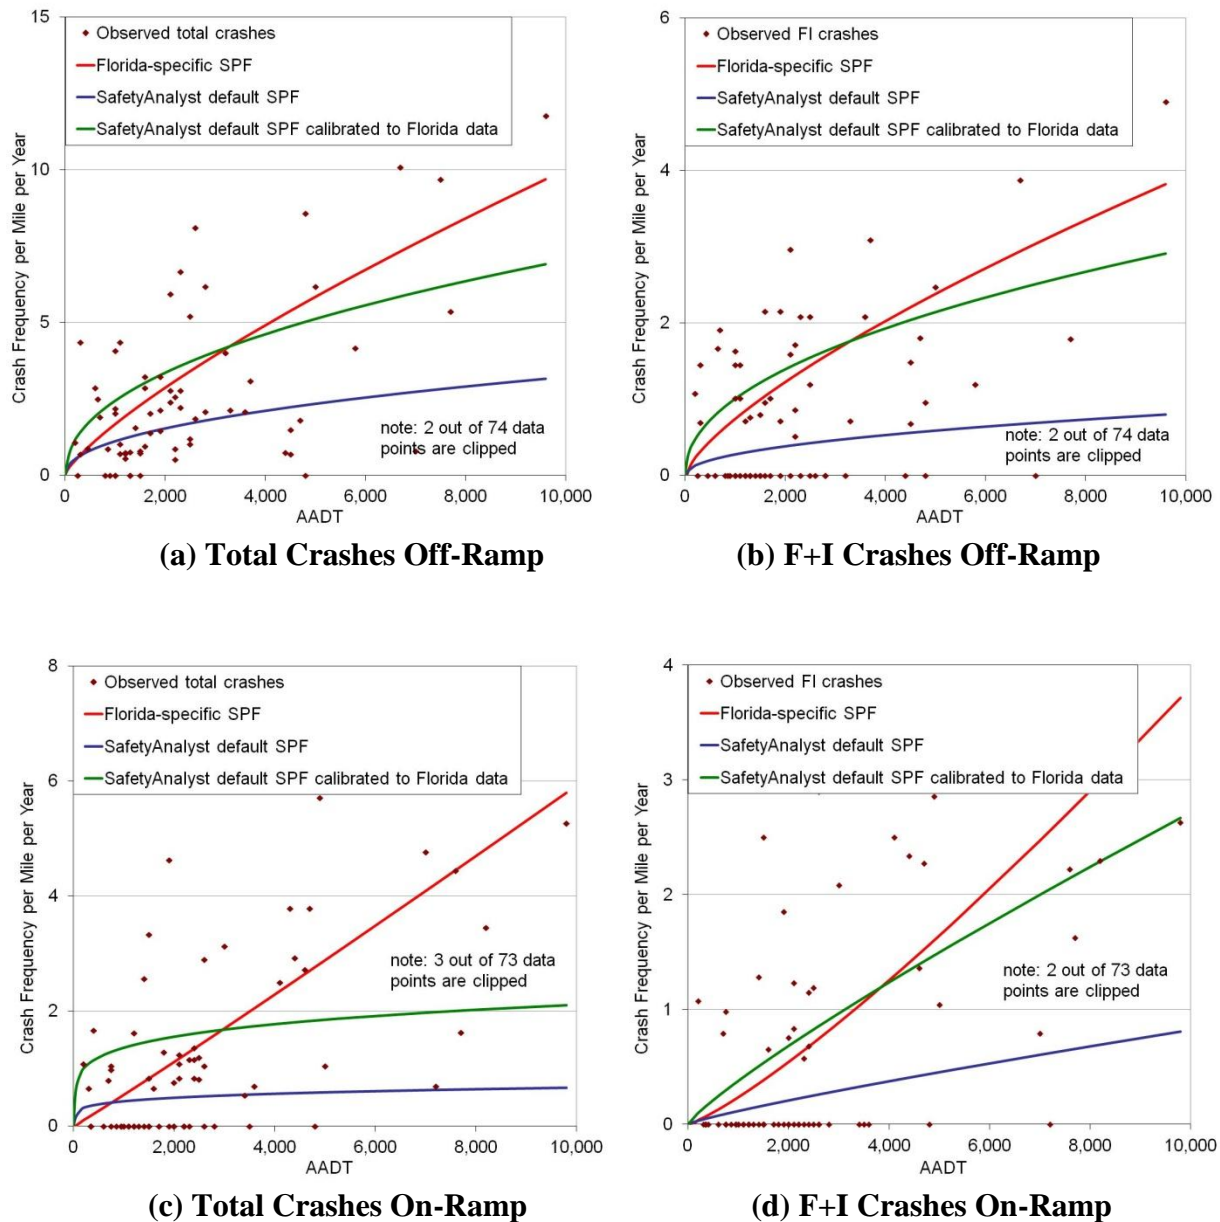 15
Observed total crashes
Florida-specific SPF
SafetyAnalyst default SPF
SafetyAnalyst default SPF calibrated to Florida data
10
5
0
Crash Frequency per Mile per Year
note: 2 out of 74 data
points are clipped
0 2,000 4,000 6,000 8,000 10,000
AADT
(a) Total Crashes Off-Ramp
6
Observed FI crashes
Florida-specific SPF
SafetyAnalyst default SPF
SafetyAnalyst default SPF calibrated to Florida data
4
2
0
Crash Frequency per Mile per Year
note: 2 out of 74 data
points are clipped
0 2,000 4,000 6,000 8,000 10,000
AADT
(b) F+I Crashes Off-Ramp
8
Observed total crashes
Florida-specific SPF
SafetyAnalyst default SPF
SafetyAnalyst default SPF calibrated to Florida data
6
4
2
0
Crash Frequency per Mile per Year
note: 3 out of 73 data
points are clipped
0 2,000 4,000 6,000 8,000 10,000
AADT
(c) Total Crashes On-Ramp
4
Observed FI crashes
Florida-specific SPF
SafetyAnalyst default SPF
SafetyAnalyst default SPF calibrated to Florida data
3
2
1
0
Crash Frequency per Mile per Year
note: 2 out of 73 data
points are clipped
0 2,000 4,000 6,000 8,000 10,000
AADT
(d) F+I Crashes On-Ramp